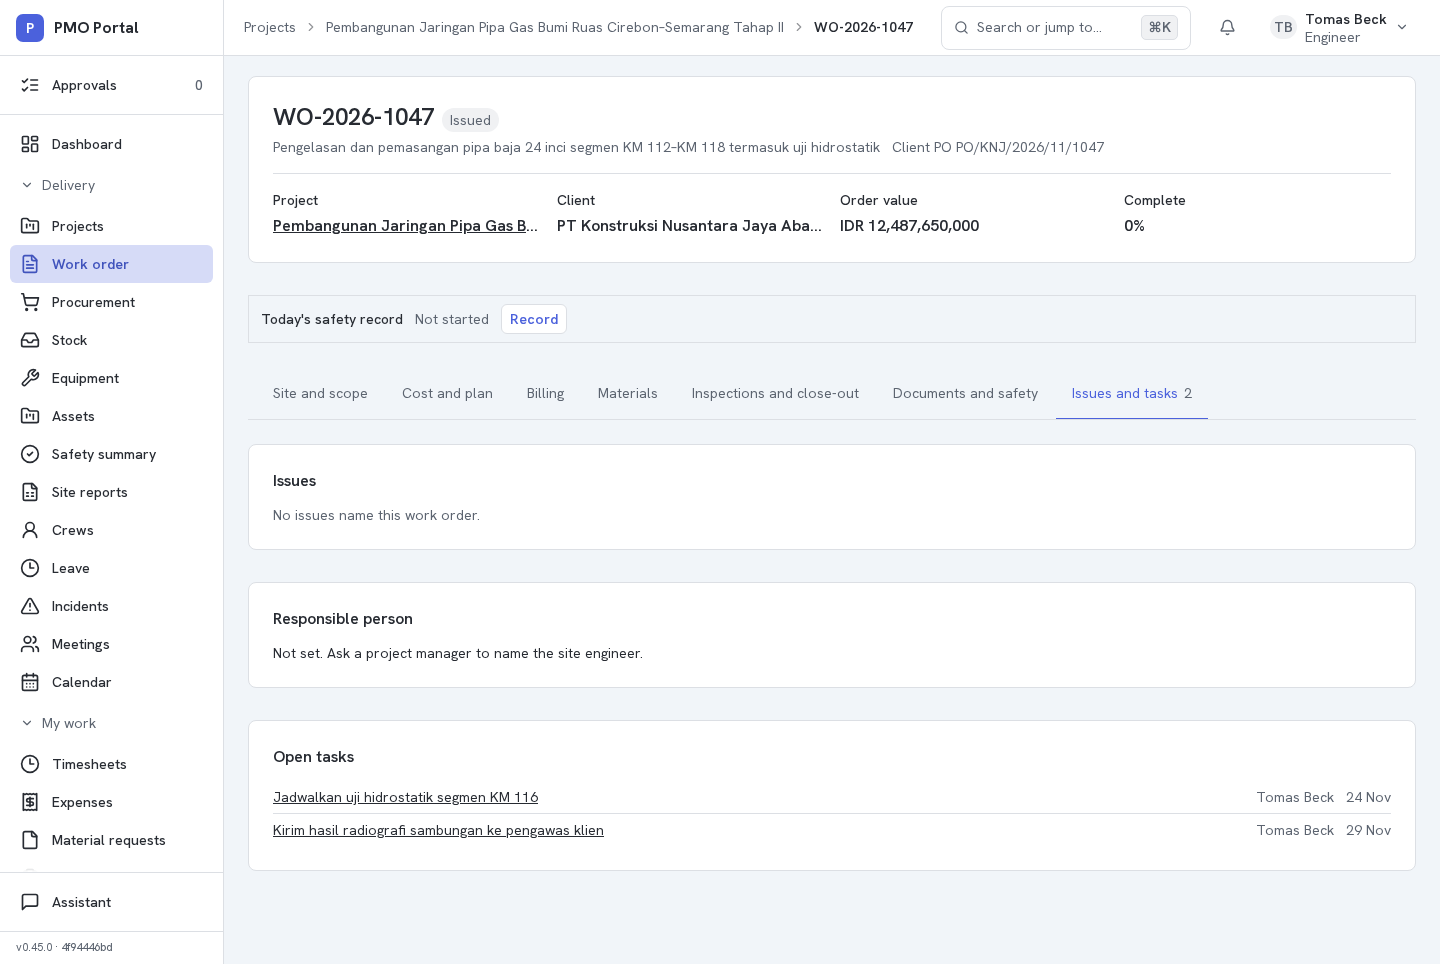 P PMO Portal
Projects > Pembangunan Jaringan Pipa Gas Bumi Ruas Cirebon–Semarang Tahap II > WO-2026-1047
Search or jump to... ⌘K
TB Tomas Beck
Engineer
Approvals 0
Dashboard
Delivery
Projects
Work order
Procurement
Stock
Equipment
Assets
Safety summary
Site reports
Crews
Leave
Incidents
Meetings
Calendar
My work
Timesheets
Expenses
Material requests
Assistant
v0.45.0 · 4f94446bd
WO-2026-1047 Issued
Pengelasan dan pemasangan pipa baja 24 inci segmen KM 112–KM 118 termasuk uji hidrostatik Client PO PO/KNJ/2026/11/1047
Project Client Order value Complete
Pembangunan Jaringan Pipa Gas B... PT Konstruksi Nusantara Jaya Aba... IDR 12,487,650,000 0%
Today's safety record Not started Record
Site and scope Cost and plan Billing Materials Inspections and close-out Documents and safety Issues and tasks 2
Issues
No issues name this work order.
Responsible person
Not set. Ask a project manager to name the site engineer.
Open tasks
Jadwalkan uji hidrostatik segmen KM 116 Tomas Beck 24 Nov
Kirim hasil radiografi sambungan ke pengawas klien Tomas Beck 29 Nov